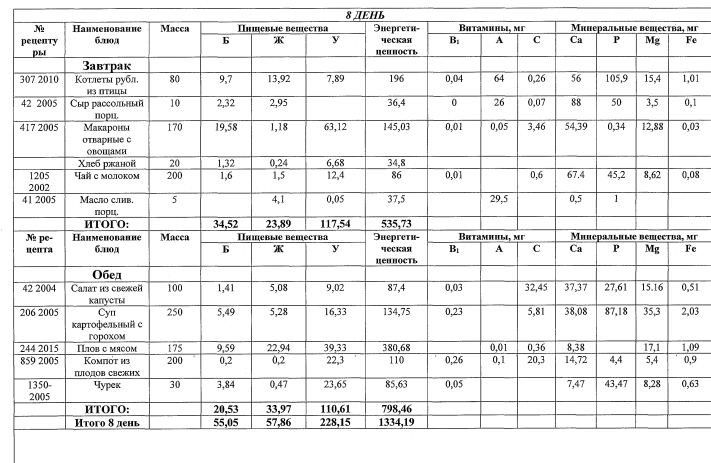 8 ДЕНЬ
№ рецепту ры Наименование блюд Масса Пищевые вещества Энергети-ческая ценность Витамины, мг Минеральные вещества, мг
Б Ж У В1 А С Са Р Mg Fe
Завтрак
307 2010 Котлеты рубл. из птицы 80 9,7 13,92 7,89 196 0,04 64 0,26 56 105,9 15,4 1,01
42 2005 Сыр рассольный порц. 10 2,32 2,95 36,4 0 26 0,07 88 50 3,5 0,1
417 2005 Макароны отварные с овощами 170 19,58 1,18 63,12 145,03 0,01 0,05 3,46 54,39 0,34 12,88 0,03
Хлеб ржаной 20 1,32 0,24 6,68 34,8
1205 2002 Чай с молоком 200 1,6 1,5 12,4 86 0,01 0,6 67.4 45,2 8,62 0,08
41 2005 Масло слив. порц. 5 4,1 0,05 37,5 29,5 0,5 1
ИТОГО: 34,52 23,89 117,54 535,73
№ ре-цепта Наименование блюд Масса Пищевые вещества Энергети-ческая ценность Витамины, мг Минеральные вещества, мг
Б Ж У В1 А С Са Р Mg Fe
Обед
42 2004 Салат из свежей капусты 100 1,41 5,08 9,02 87,4 0,03 32,45 37,37 27,61 15.16 0,51
206 2005 Суп картофельный с горохом 250 5,49 5,28 16,33 134,75 0,23 5,81 38,08 87,18 35,3 2,03
244 2015 Плов с мясом 175 9,59 22,94 39,33 380,68 0,01 0,36 8,38 17,1 1,09
859 2005 Компот из плодов свежих 200 0,2 0,2 22,3 110 0,26 0,1 20,3 14,72 4,4 5,4 0,9
1350-2005 Чурек 30 3,84 0,47 23,65 85,63 0,05 7,47 43,47 8,28 0,63
ИТОГО: 20,53 33,97 110,61 798,46
Итого 8 день 55,05 57,86 228,15 1334,19